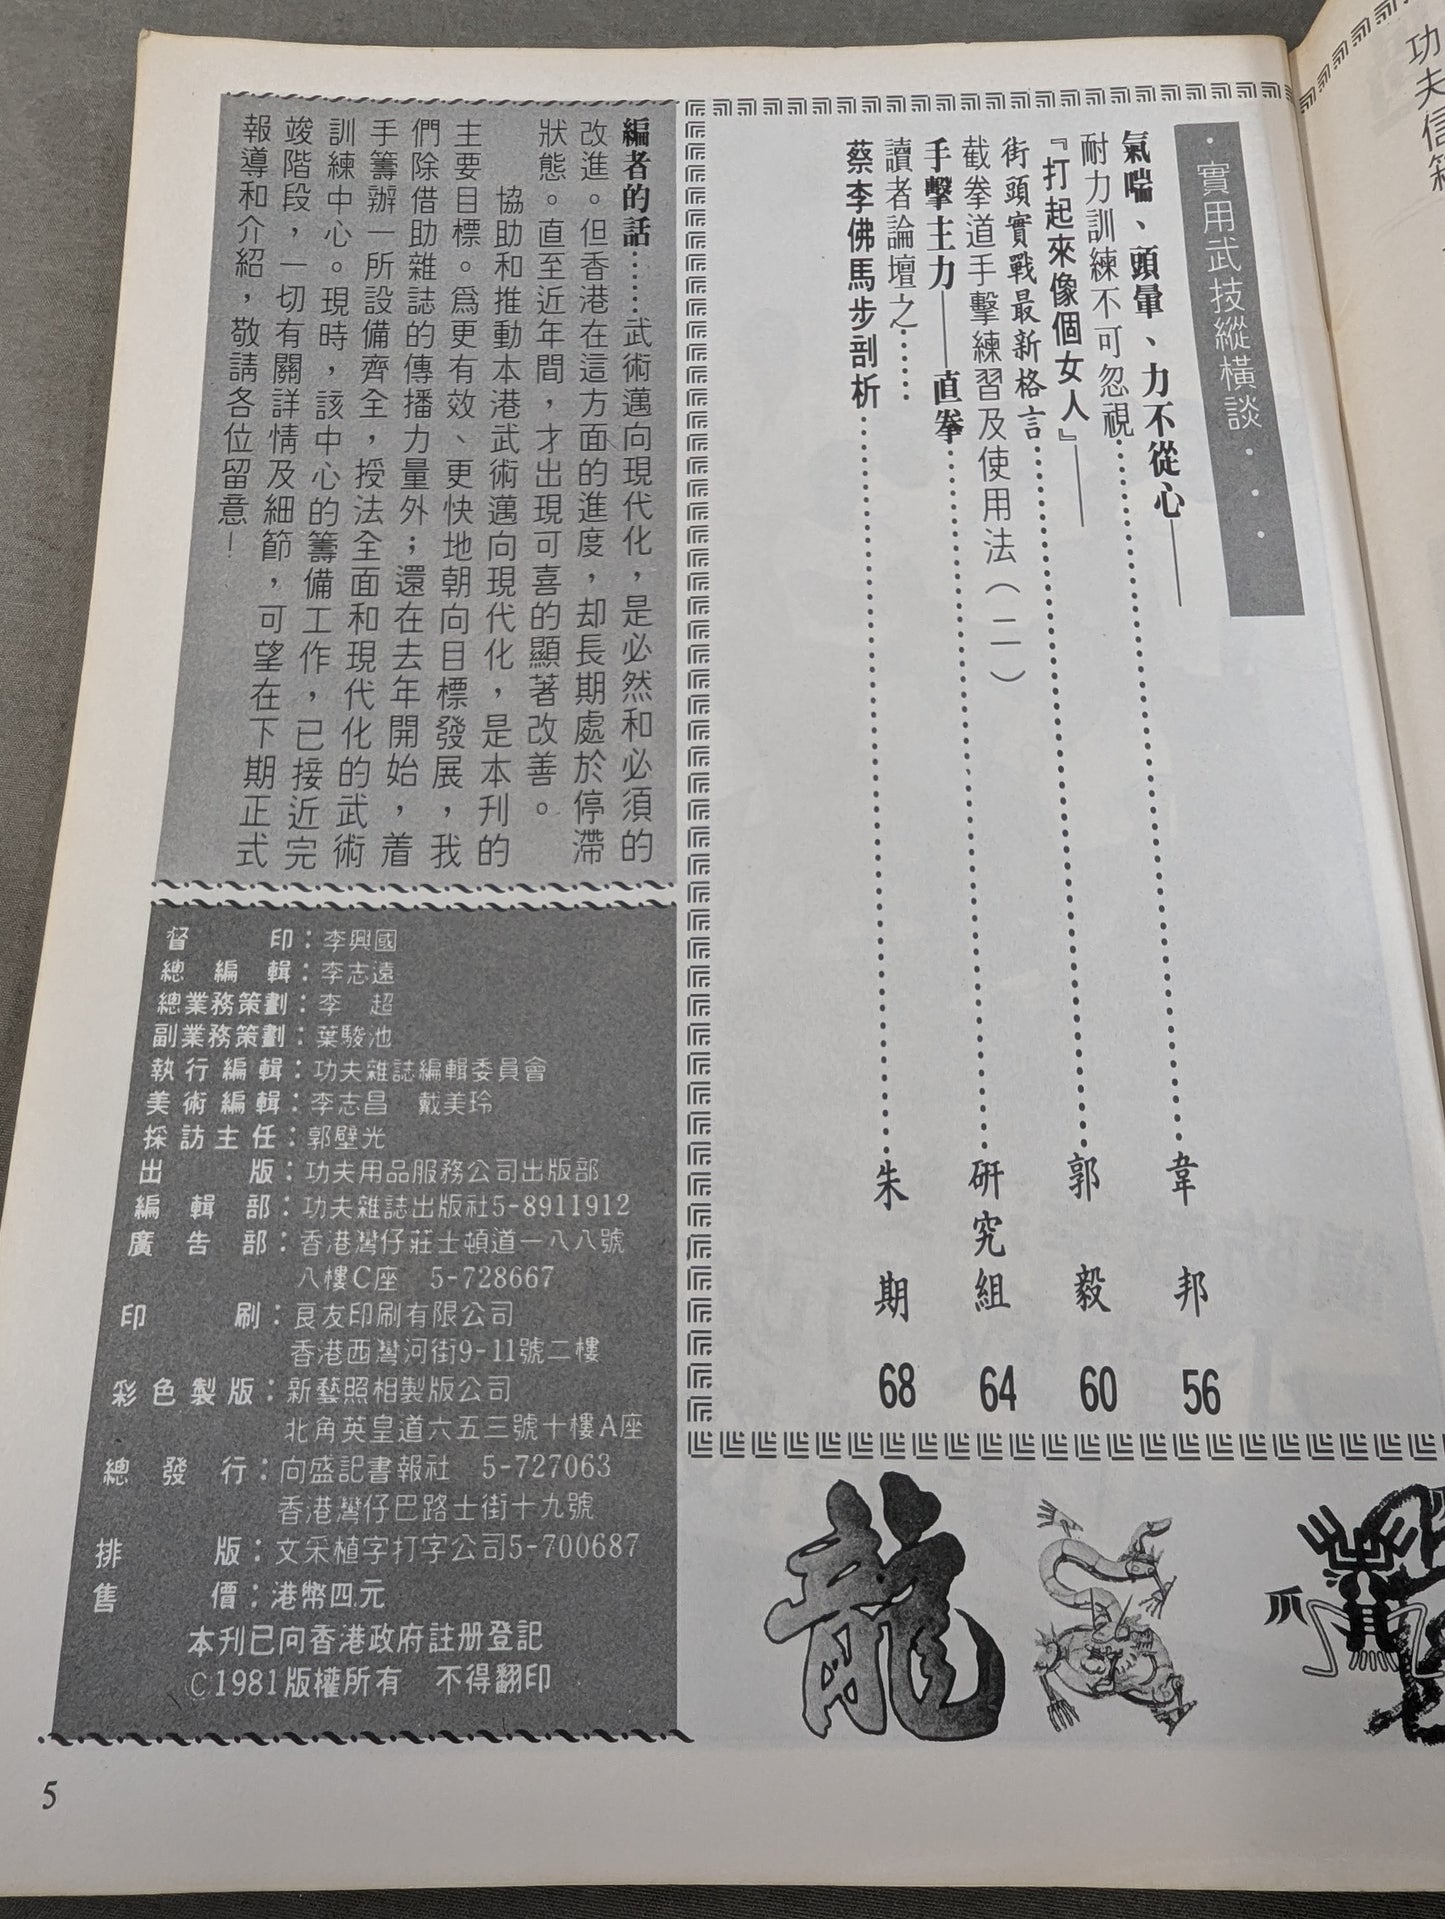 功夫信箱
·實用武技縱橫談···
氣喘、頭暈、力不從心——
耐力訓練不可忽視……韋邦 56
『打起來像個女人』——
街頭實戰最新格言……郭毅 60
截拳道手擊練習及使用法（二）
手擊主力——直拳……研究組 64
讀者論壇之……
蔡李佛馬步剖析……朱期 68
編者的話……武術邁向現代化，是必然和必須的
改進。但香港在這方面的進度，却長期處於停滯
狀態。直至近年間，才出現可喜的顯著改善。
協助和推動本港武術邁向現代化，是本刊的
主要目標。爲更有效、更快地朝向目標發展，我
們除借助雜誌的傳播力量外；還在去年開始，着
手籌辦一所設備齊全，授法全面和現代化的武術
訓練中心。現時，該中心的籌備工作，已接近完
竣階段，一切有關詳情及細節，可望在下期正式
報導和介紹，敬請各位留意！
督印：李興國
總編輯：李志遠
總業務策劃：李 超
副業務策劃：葉駿池
執行編輯：功夫雜誌編輯委員會
美術編輯：李志昌 戴美玲
採訪主任：郭壁光
出版：功夫用品服務公司出版部
編輯部：功夫雜誌出版社5-8911912
廣告部：香港灣仔莊士頓道一八八號
八樓C座 5-728667
印刷：良友印刷有限公司
香港西灣河街9-11號二樓
彩色製版：新藝照相製版公司
北角英皇道六五三號十樓A座
總發行：向盛記書報社 5-727063
香港灣仔巴路士街十九號
排版：文采植字打字公司5-700687
售價：港幣四元
本刊已向香港政府註册登記
©1981版權所有 不得翻印
龍
爪
5